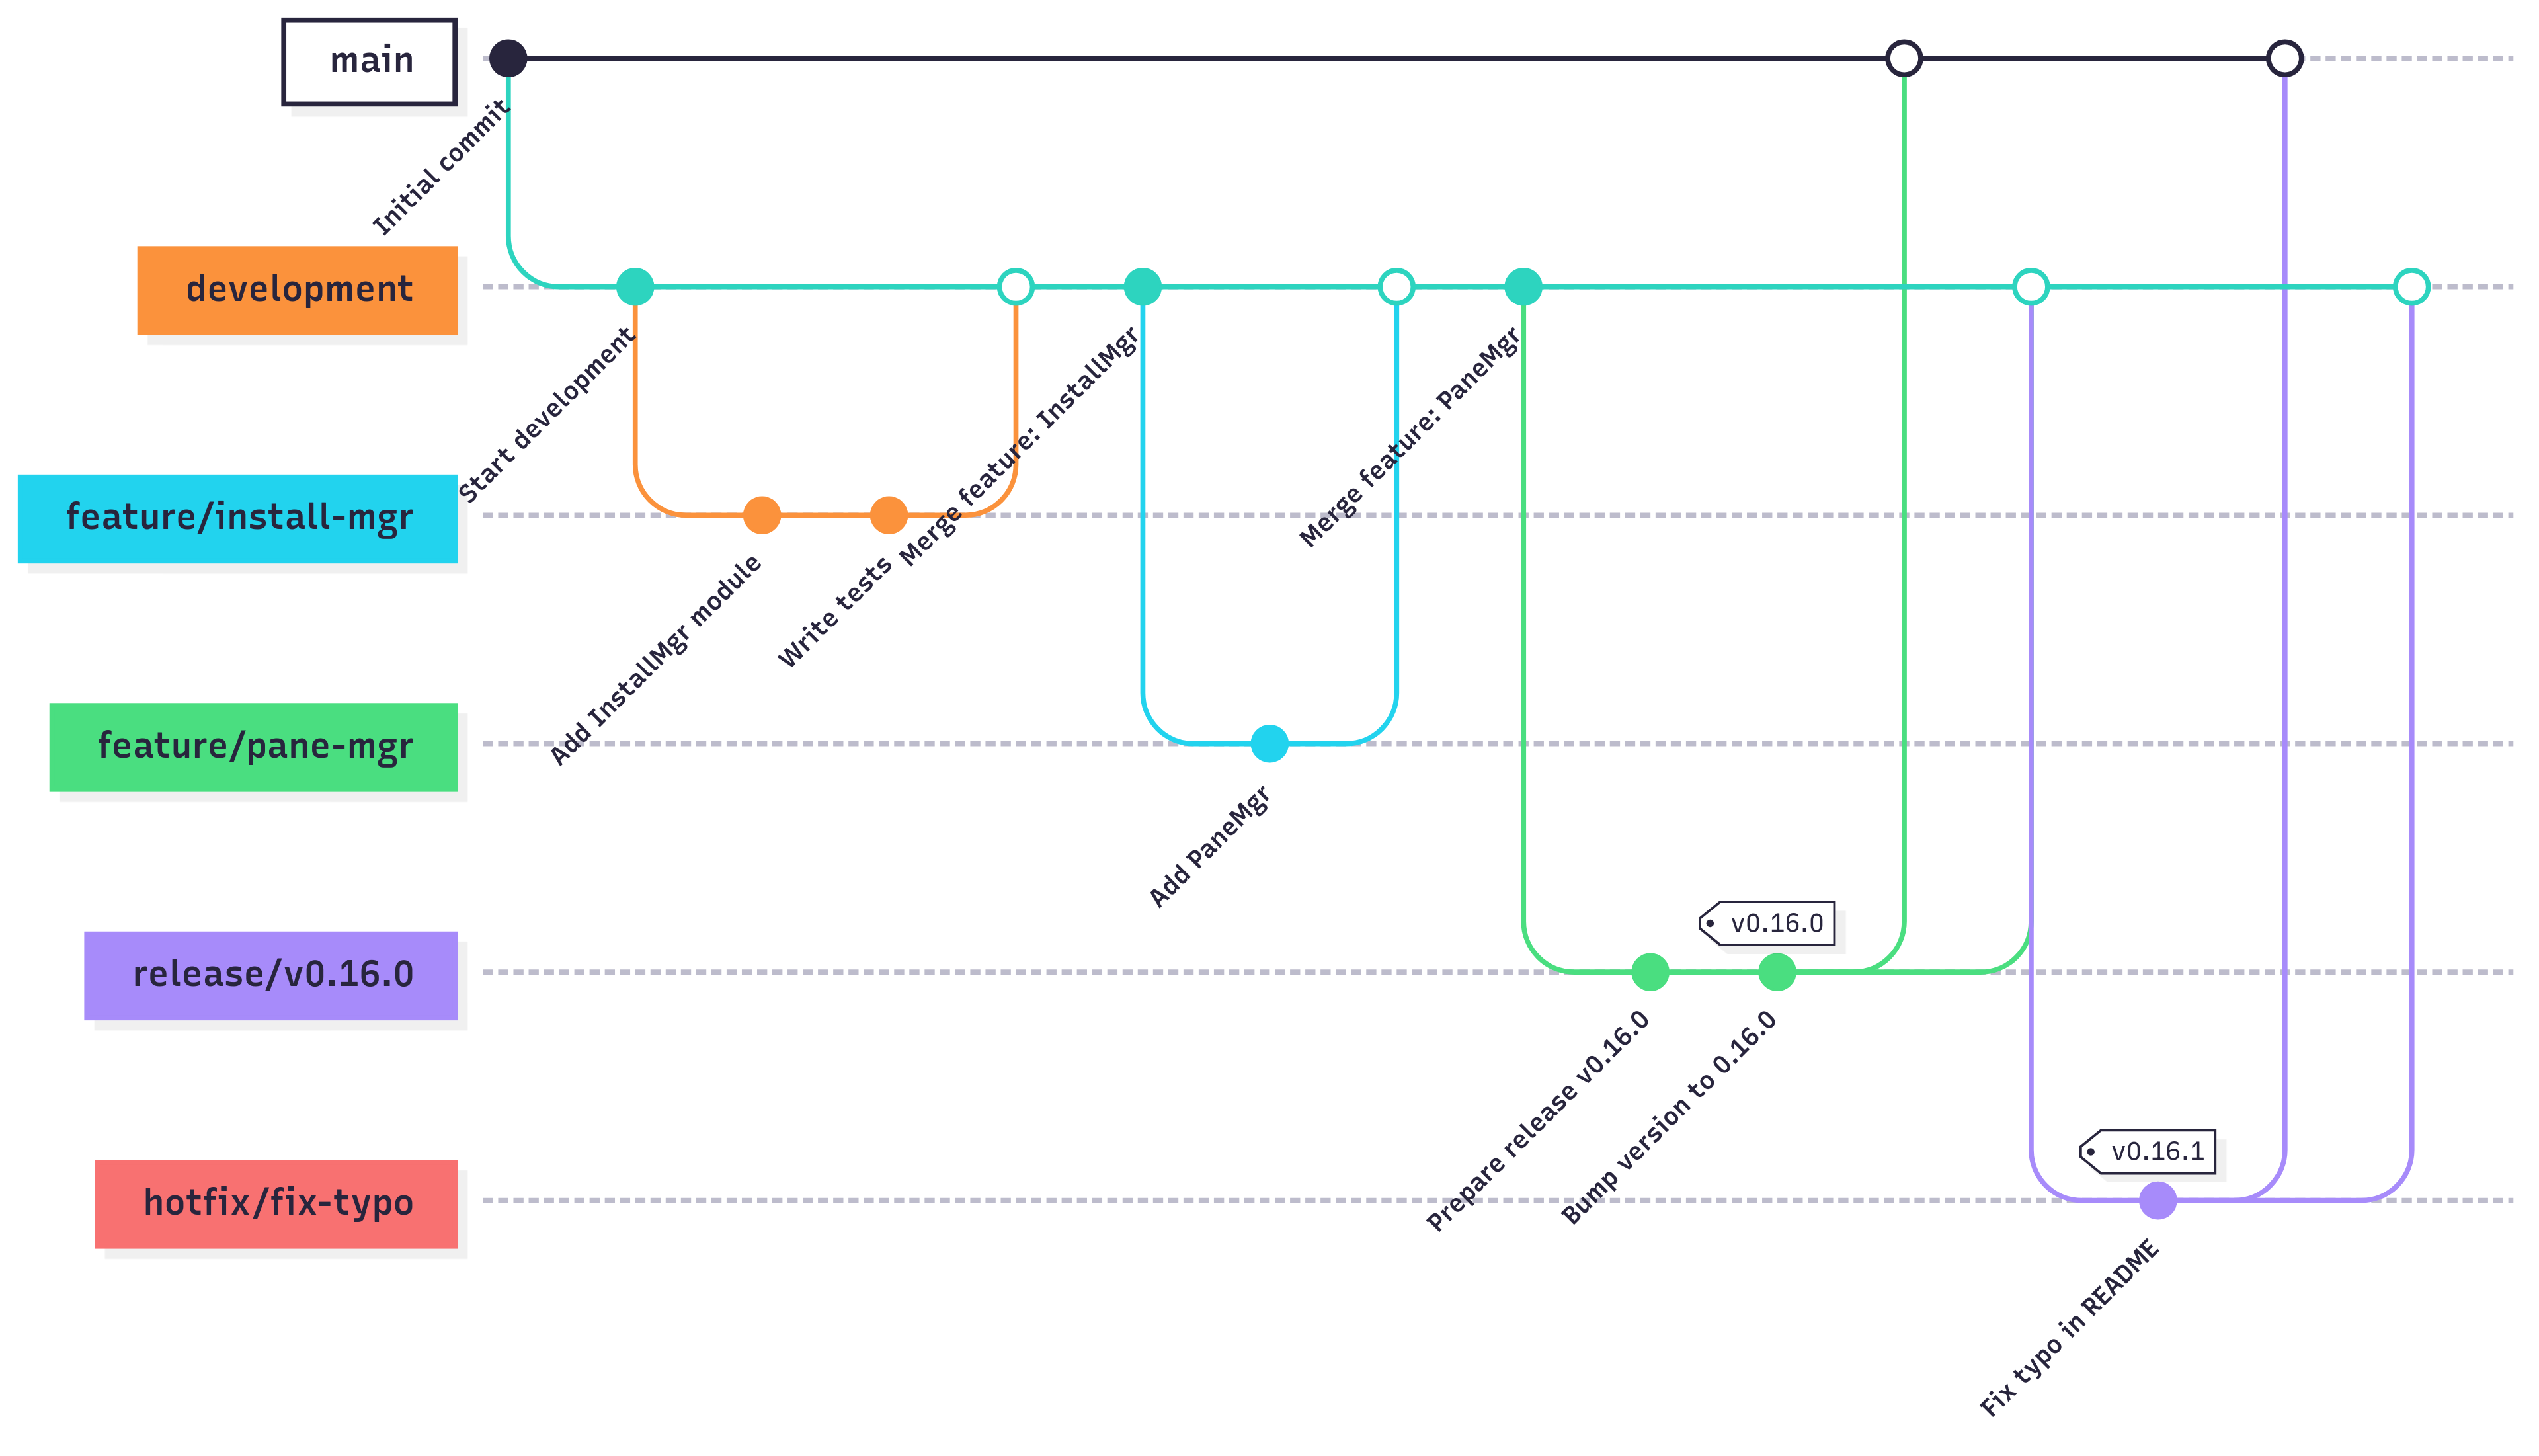 main
Initial commit
development
Start development
Merge feature: InstallMgr
Merge feature: PaneMgr
feature/install-mgr
Add InstallMgr module
Write tests
feature/pane-mgr
Add PaneMgr
release/v0.16.0
v0.16.0
Prepare release v0.16.0
Bump version to 0.16.0
hotfix/fix-typo
v0.16.1
Fix typo in README